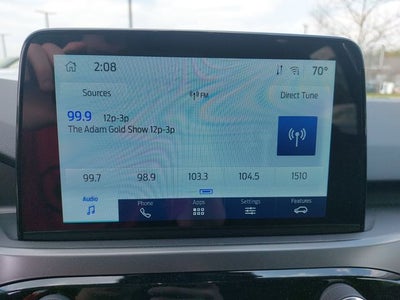 2:08 70°
Sources FM Direct Tune
99.9 12p-3p
The Adam Gold Show 12p-3p
99.7 98.9 103.3 104.5 1510
Audio Phone Apps Settings Features